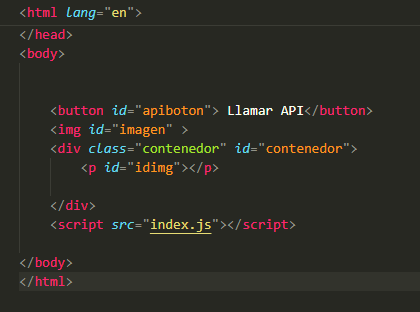 <html lang="en">
</head>
<body>
<button id="apiboton"> Llamar API</button>
<img id="imagen" >
<div class="contenedor" id="contenedor">
<p id="idimg"></p>
</div>
<script src="index.js"></script>
</body>
</html>